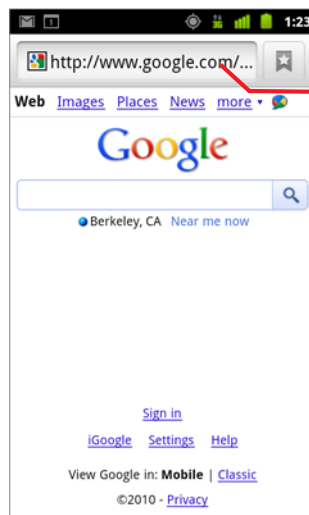 1:23
http://www.google.com/...
Web Images Places News more
Google
Berkeley, CA Near me now
Sign in
iGoogle Settings Help
View Google in: Mobile | Classic
©2010 - Privacy